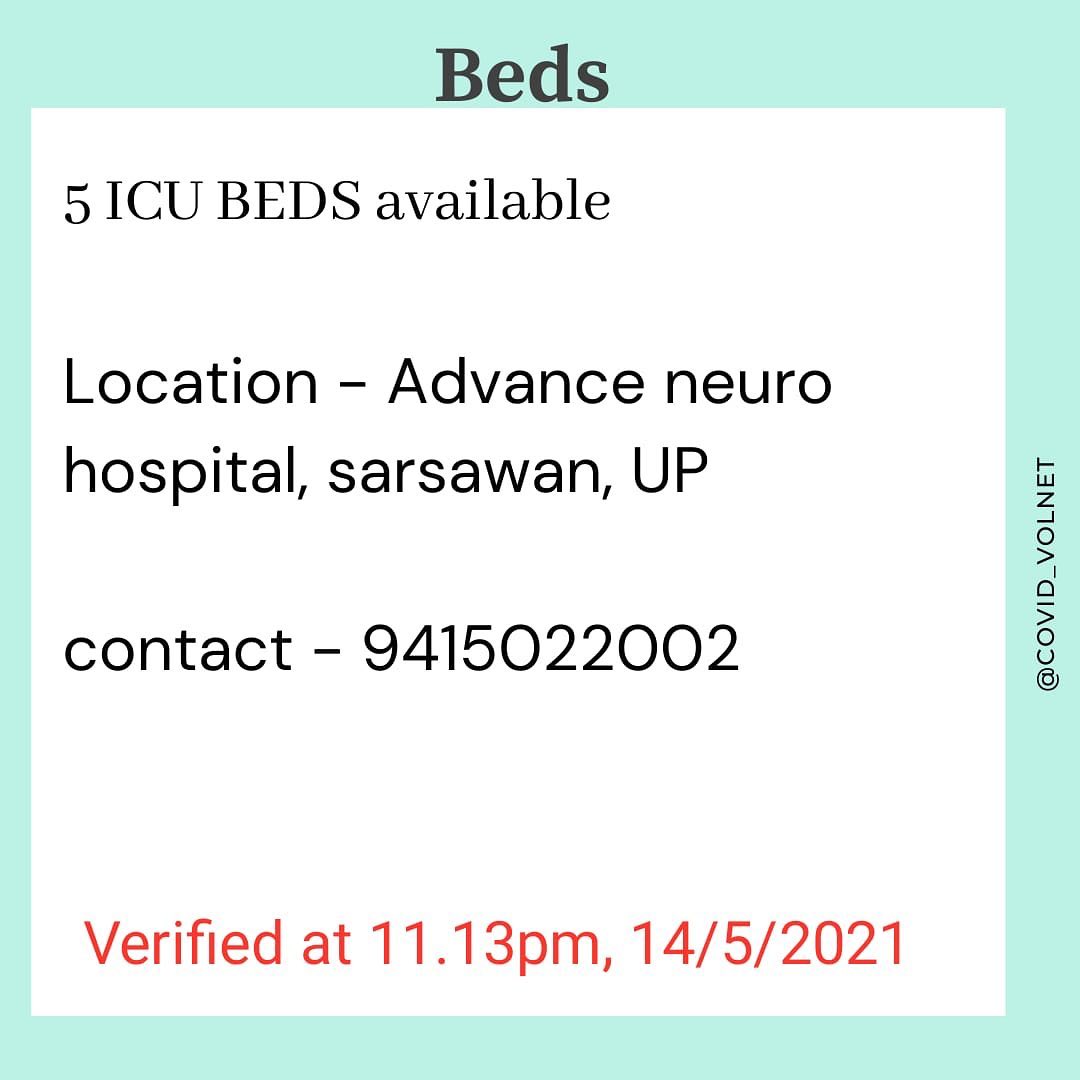 Beds
5 ICU BEDS available
Location - Advance neuro
hospital, sarsawan, UP
contact - 9415022002
Verified at 11.13pm, 14/5/2021
@COVID_VOLNET